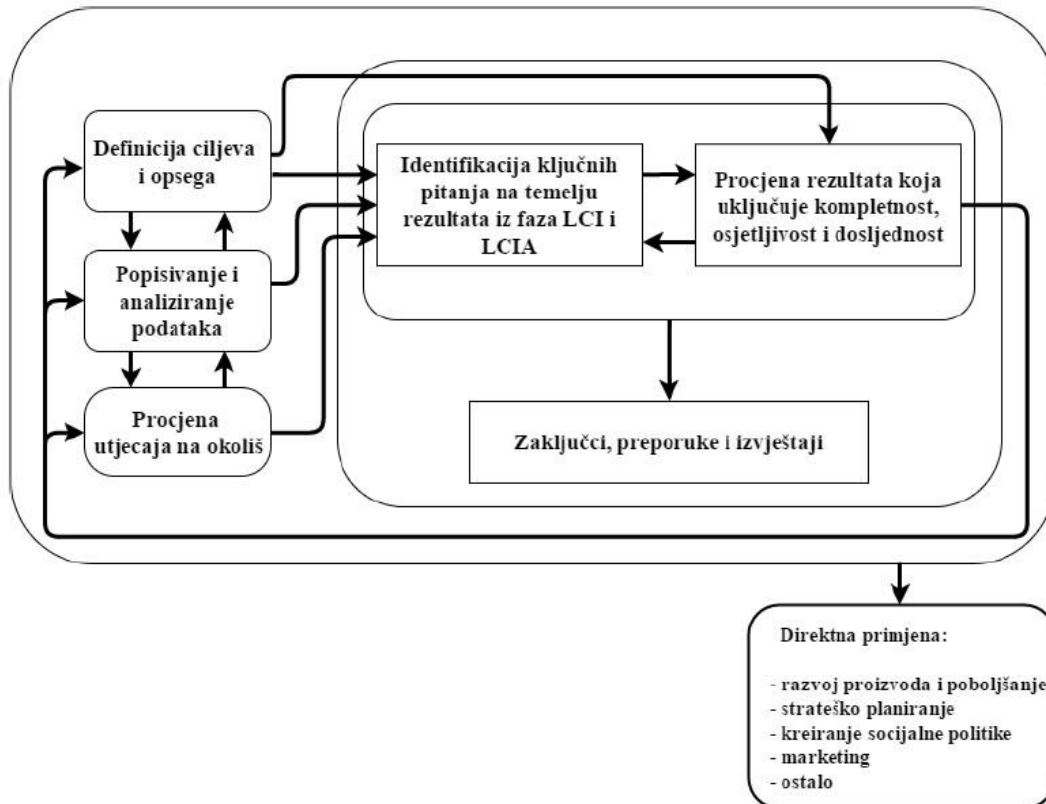 Definicija ciljeva
i opsega
Popisivanje i
analiziranje
podataka
Procjena
utjecaja na okoliš
Identifikacija ključnih
pitanja na temelju
rezultata iz faza LCI i
LCIA
Procjena rezultata koja
uključuje kompletnost,
osjetljivost i dosljednost
Zaključci, preporuke i izvještaji
Direktna primjena:
- razvoj proizvoda i poboljšanje
- strateško planiranje
- kreiranje socijalne politike
- marketing
- ostalo